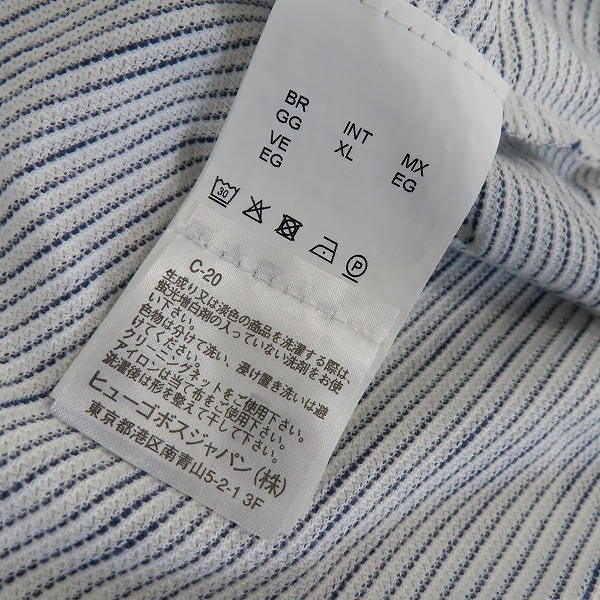 BR
GG
VE
EG
INT
XL
MX
EG
30
P
C-20
生成り又は淡色の商品を洗濯する際は、
蛍光増白剤の入っていない洗剤をお使
い下さい。
色物は分けて洗い、浸け置き洗いは避
けてください。
クリーニングネットをご使用下さい。
アイロンは当て布をご使用下さい。
洗濯後は形を整えて干して下さい。
ヒューゴボスジャパン(株)
東京都港区南青山5-2-1 3F